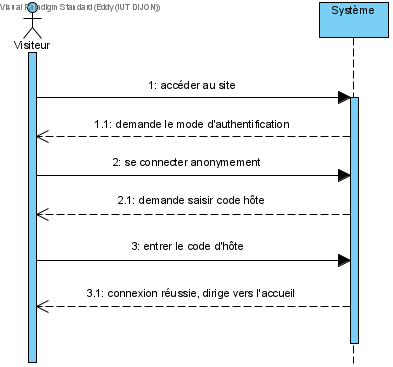 Visual Paradigm Standard (Eddy (IUT DIJON))
Système
Visiteur
1: accéder au site
1.1: demande le mode d'authentification
2: se connecter anonymement
2.1: demande saisir code hôte
3: entrer le code d'hôte
3.1: connexion réussie, dirige vers l'accueil